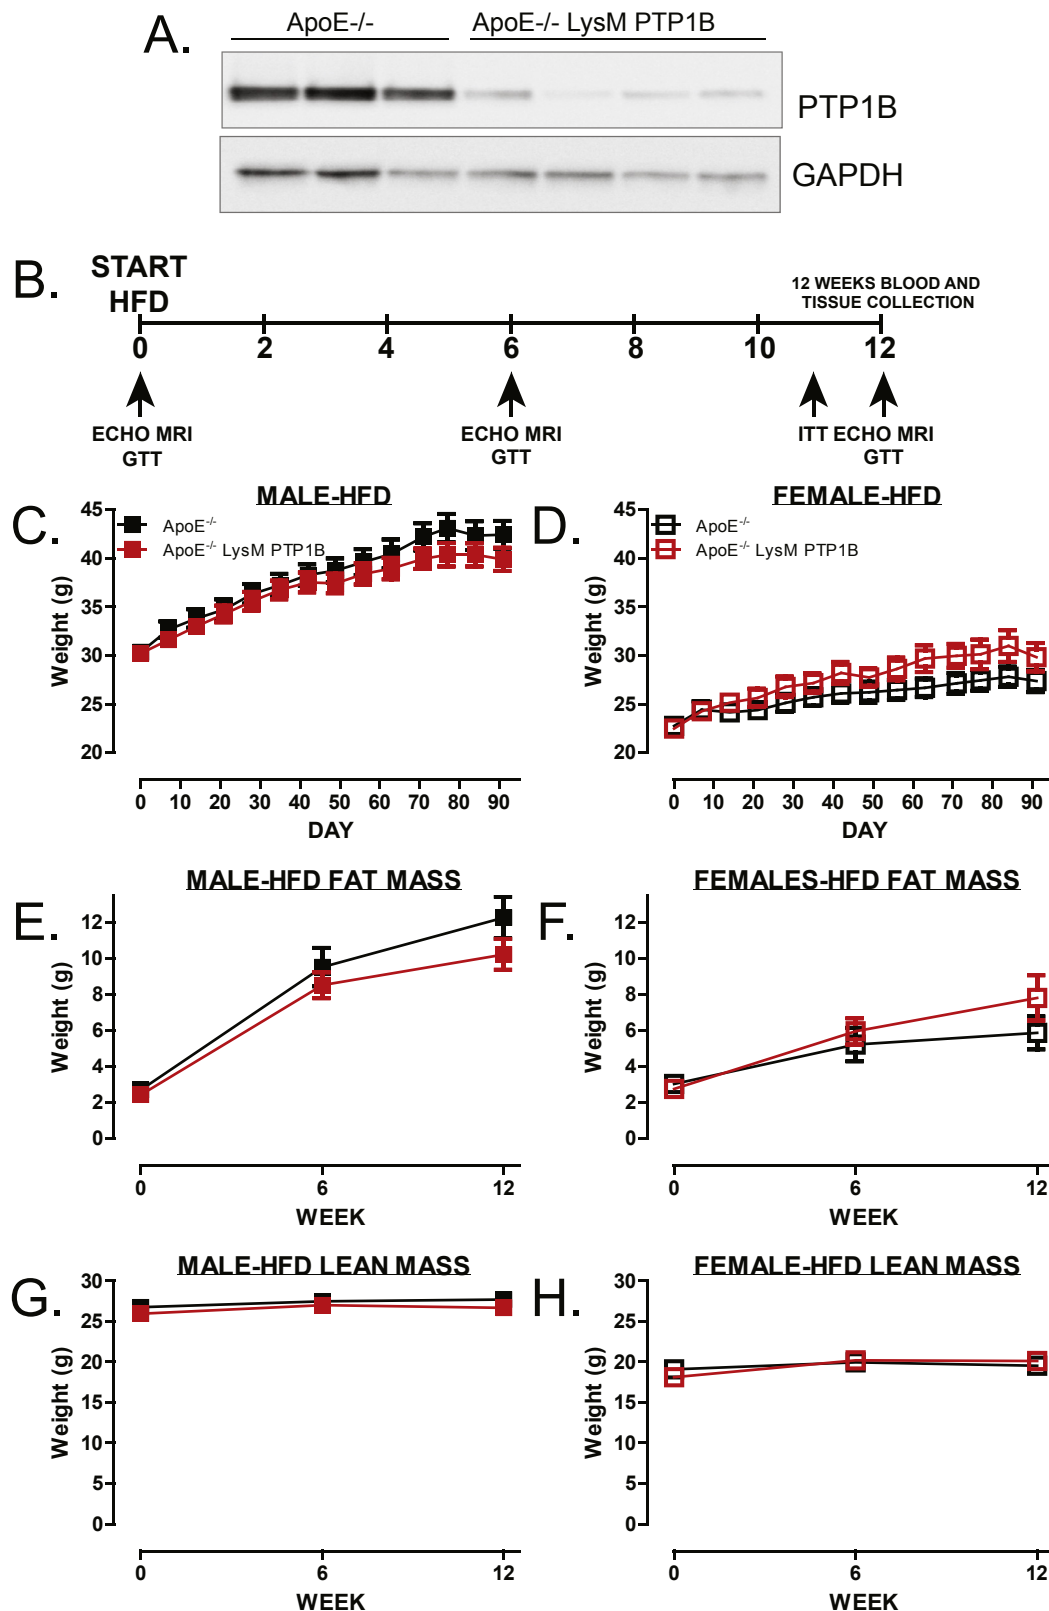 A.
ApoE-/-
ApoE-/- LysM PTP1B
PTP1B
GAPDH
B.
START
HFD
12 WEEKS BLOOD AND
TISSUE COLLECTION
0 2 4 6 8 10 12
ECHO MRI
GTT
ECHO MRI
GTT
ITT ECHO MRI
GTT
C.
MALE-HFD
ApoE-/-
ApoE-/- LysM PTP1B
Weight (g)
45
40
35
30
25
20
0 10 20 30 40 50 60 70 80 90
DAY
D.
FEMALE-HFD
ApoE-/-
ApoE-/- LysM PTP1B
Weight (g)
45
40
35
30
25
20
0 10 20 30 40 50 60 70 80 90
DAY
E.
MALE-HFD FAT MASS
Weight (g)
12
10
8
6
4
2
0
0 6 12
WEEK
F.
FEMALES-HFD FAT MASS
Weight (g)
12
10
8
6
4
2
0
0 6 12
WEEK
G.
MALE-HFD LEAN MASS
Weight (g)
30
25
20
15
10
5
0
0 6 12
WEEK
H.
FEMALE-HFD LEAN MASS
Weight (g)
30
25
20
15
10
5
0
0 6 12
WEEK